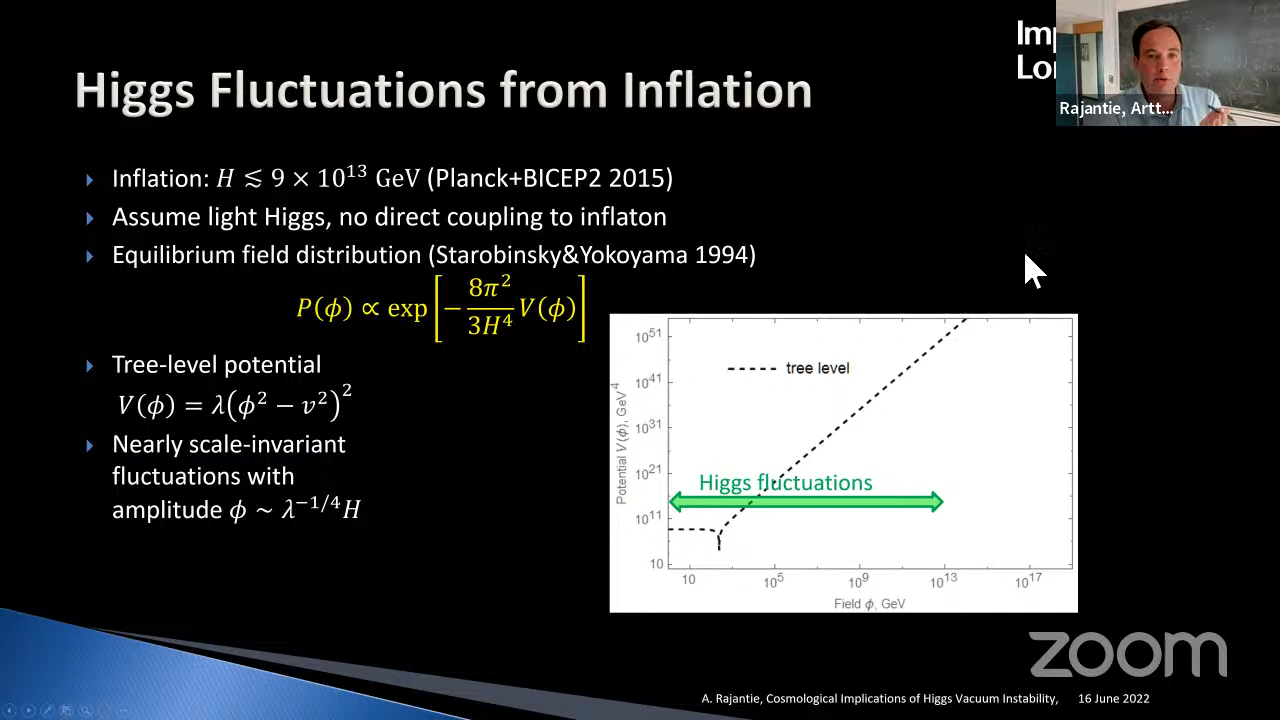 Imp
Lon
Rajantie, Artt...
Higgs Fluctuations from Inflation
Inflation: H ≲ 9 × 10¹³ GeV (Planck+BICEP2 2015)
Assume light Higgs, no direct coupling to inflaton
Equilibrium field distribution (Starobinsky&Yokoyama 1994)
P(ϕ) ∝ exp[−8π²/3H⁴ V(ϕ)]
Tree-level potential
V(ϕ) = λ(ϕ² − v²)²
Nearly scale-invariant
fluctuations with
amplitude ϕ ~ λ^{−1/4}H
Potential V(ϕ), GeV⁴
10⁵¹
10⁴¹
10³¹
10²¹
10¹¹
10
tree level
Higgs fluctuations
10 10⁵ 10⁹ 10¹³ 10¹⁷
Field ϕ, GeV
zoom
A. Rajantie, Cosmological Implications of Higgs Vacuum Instability, 16 June 2022